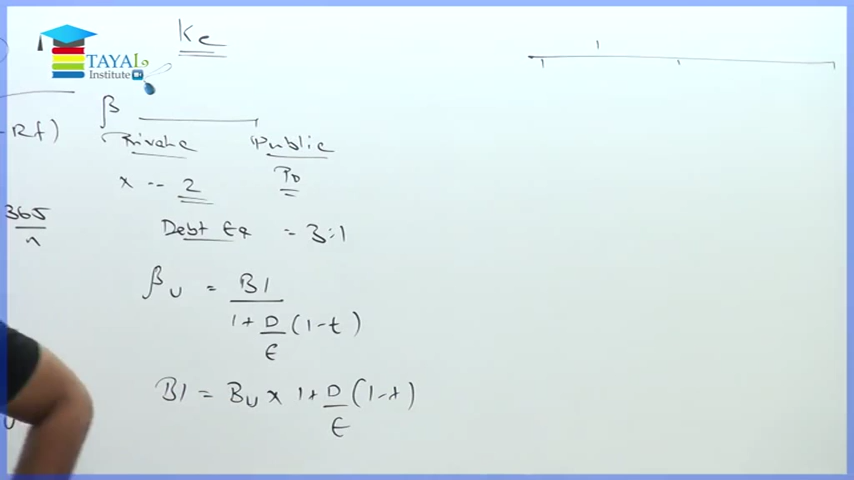 Ke
TAYAL
Institute
Rf)
β
Private Public
x -- 2
365
n
Debt Eq = 3:1
βU = Bl
1 + D (1-t)
E
Bl = BU x 1 + D (1-t)
E